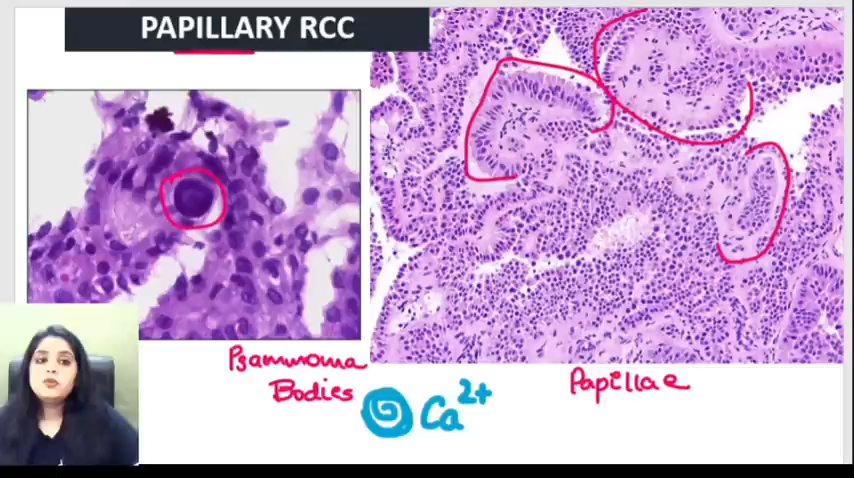 PAPILLARY RCC
Psammoma
Bodies
Ca2+
Papillae